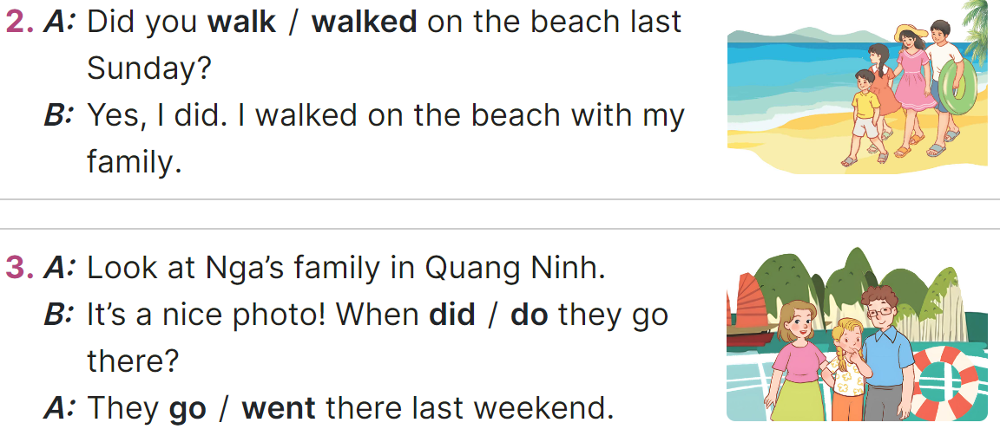 2. A: Did you walk / walked on the beach last
Sunday?
B: Yes, I did. I walked on the beach with my
family.
3. A: Look at Nga’s family in Quang Ninh.
B: It’s a nice photo! When did / do they go
there?
A: They go / went there last weekend.